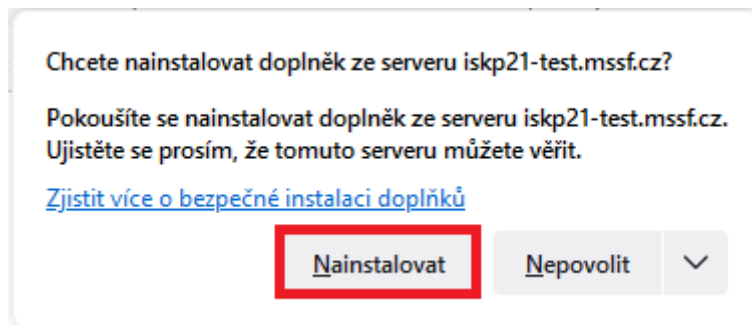 Chcete nainstalovat doplněk ze serveru iskp21-test.mssf.cz?
Pokoušíte se nainstalovat doplněk ze serveru iskp21-test.mssf.cz.
Ujistěte se prosím, že tomuto serveru můžete věřit.
Zjistit více o bezpečné instalaci doplňků
Nainstalovat Nepovolit